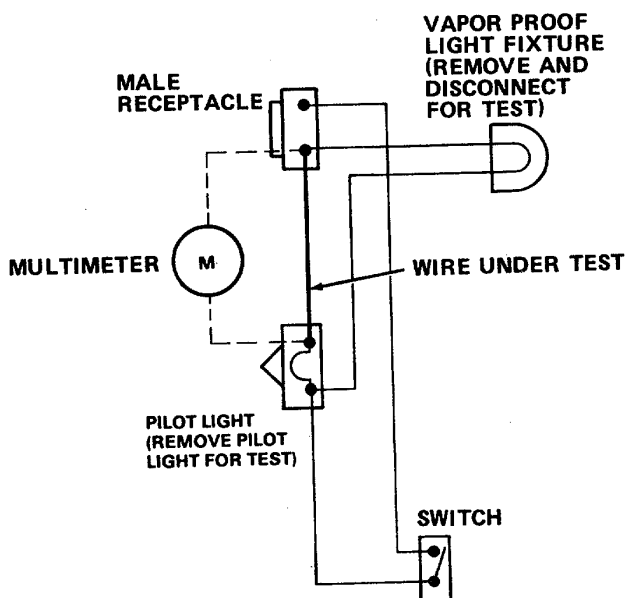 VAPOR PROOF
LIGHT FIXTURE
(REMOVE AND
DISCONNECT
FOR TEST)
MALE
RECEPTACLE
MULTIMETER
M
WIRE UNDER TEST
PILOT LIGHT
(REMOVE PILOT
LIGHT FOR TEST)
SWITCH